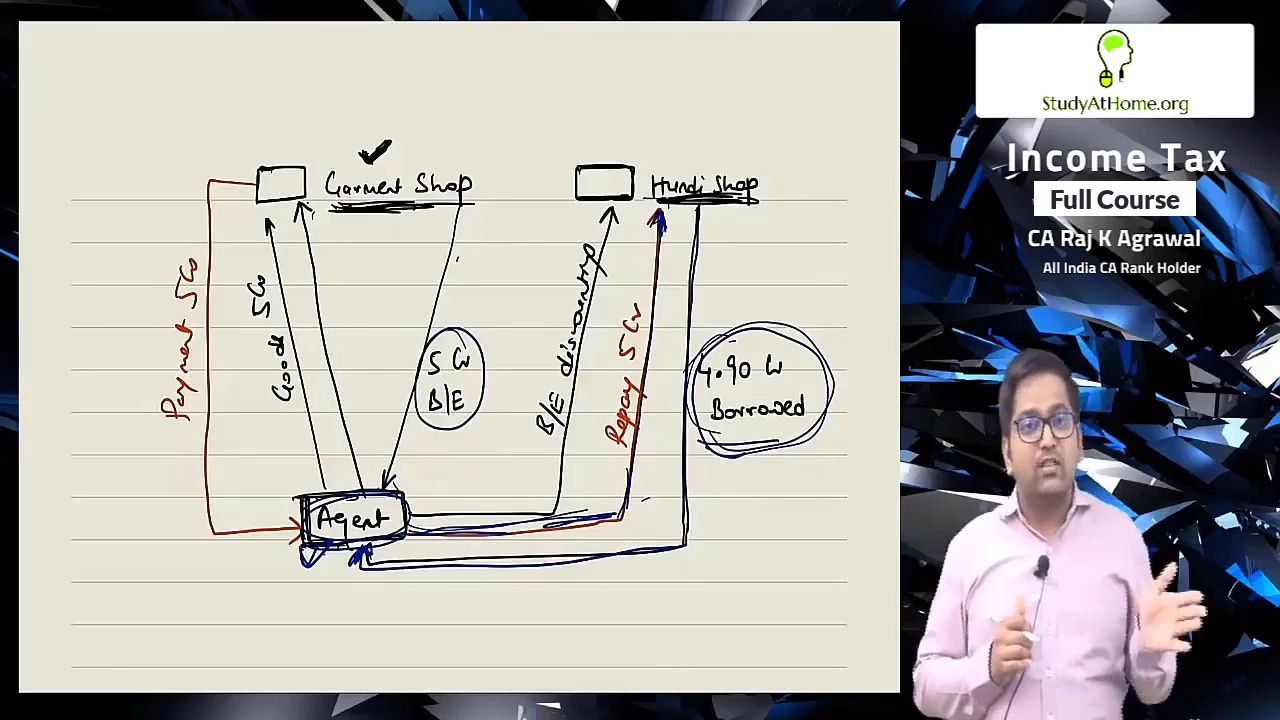 StudyAtHome.org
Income Tax
Full Course
CA Raj K Agrawal
All India CA Rank Holder
Garment Shop
Hundi Shop
Payment 5 Cr
Goods 5 Cr
5 Cr
B/E
B/E discounting
Repay 5 Cr
4.90 Cr
Borrowed
Agent